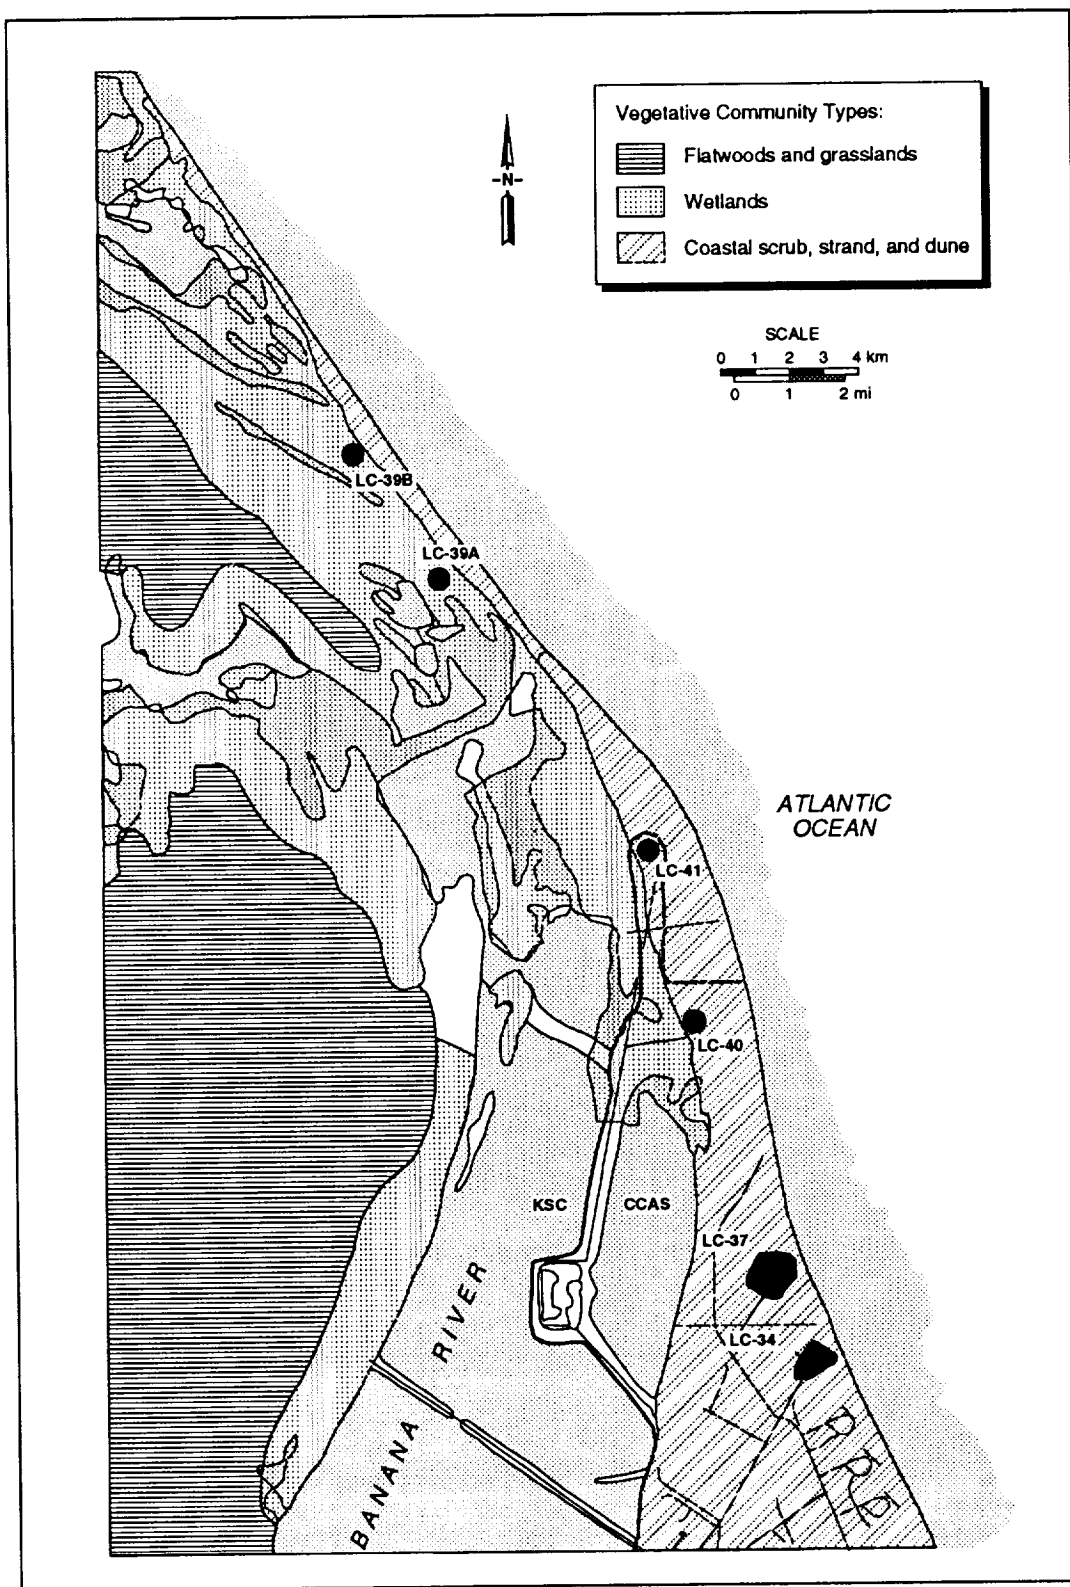 Vegetative Community Types:
Flatwoods and grasslands
Wetlands
Coastal scrub, strand, and dune
-N-
SCALE
0 1 2 3 4 km
0 1 2 mi
LC-39B
LC-39A
ATLANTIC
OCEAN
LC-41
LC-40
KSC
CCAS
LC-37
LC-34
BANANA RIVER